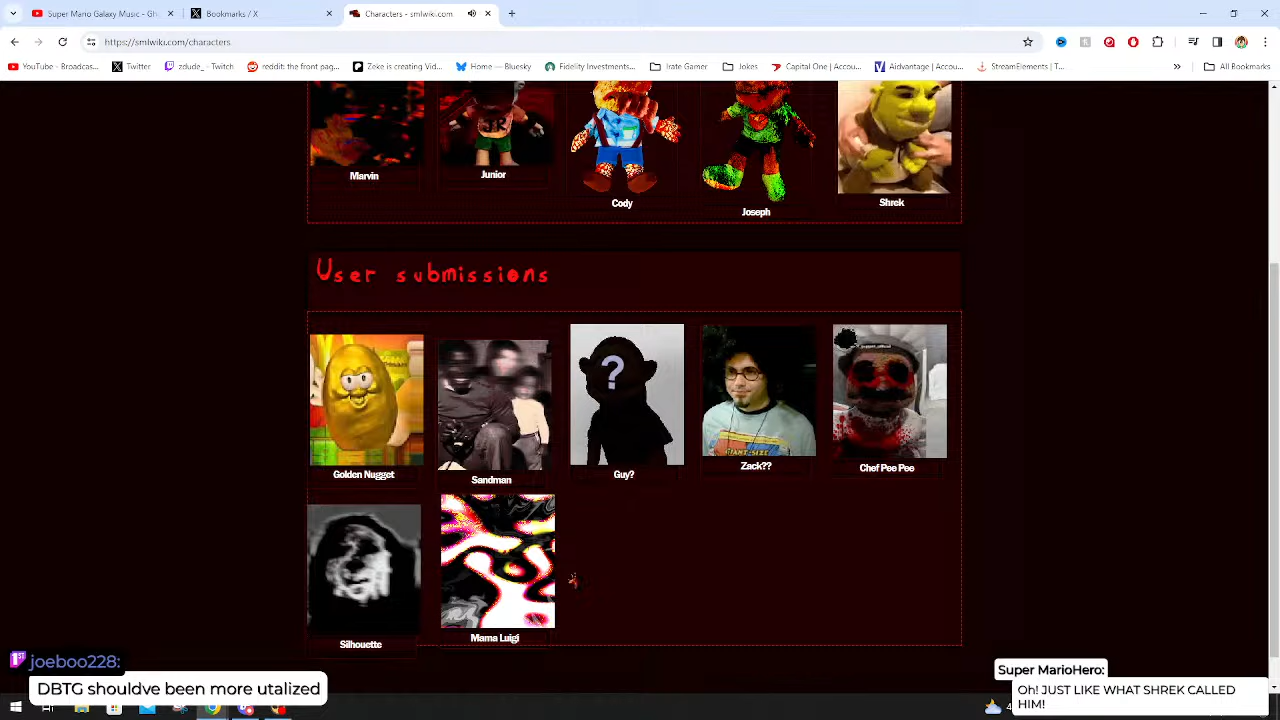 Super Mario Galaxy Music - Ch
Bookmarks / X
Characters - smlwiki.com
https://smlwiki.com/characters.
YouTube - Broadcas...
Twitter
zdude_ - Twitch
reddit the front pag...
Zeke is creating Vid...
Home — Bluesky
Fidelity Investments...
Irate Gamer
Jokes
Capital One | Accou...
AAdvantage | Accou...
StreamElements | T...
»
All Bookmarks
Marvin
Junior
Cody
Joseph
Shrek
User submissions
?
Golden Nugget
Sandman
Guy?
Zack??
Chef Pee Pee
Silhouette
Mama Luigi
joeboo228:
DBTG shouldve been more utalized
Super MarioHero:
Oh! JUST LIKE WHAT SHREK CALLED
HIM!